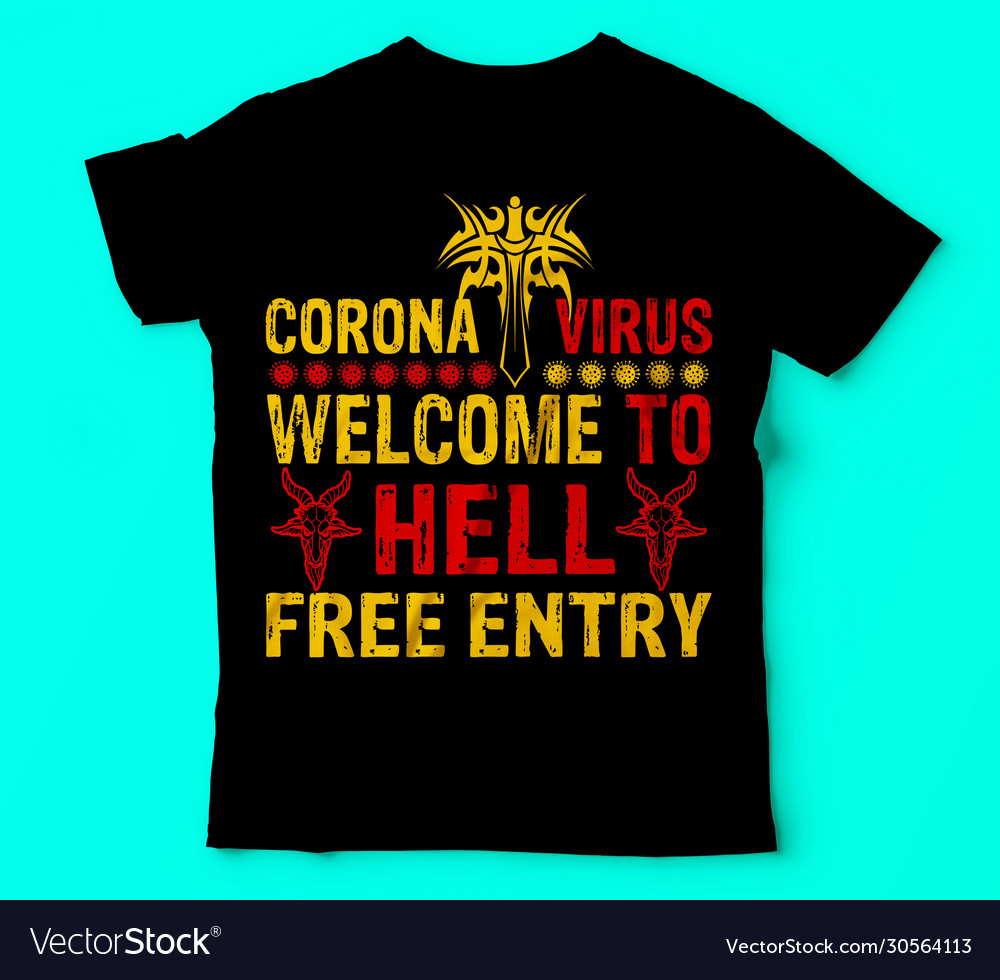 CORONA VIRUS
WELCOME TO
HELL
FREE ENTRY
VectorStock®
VectorStock.com/30564113